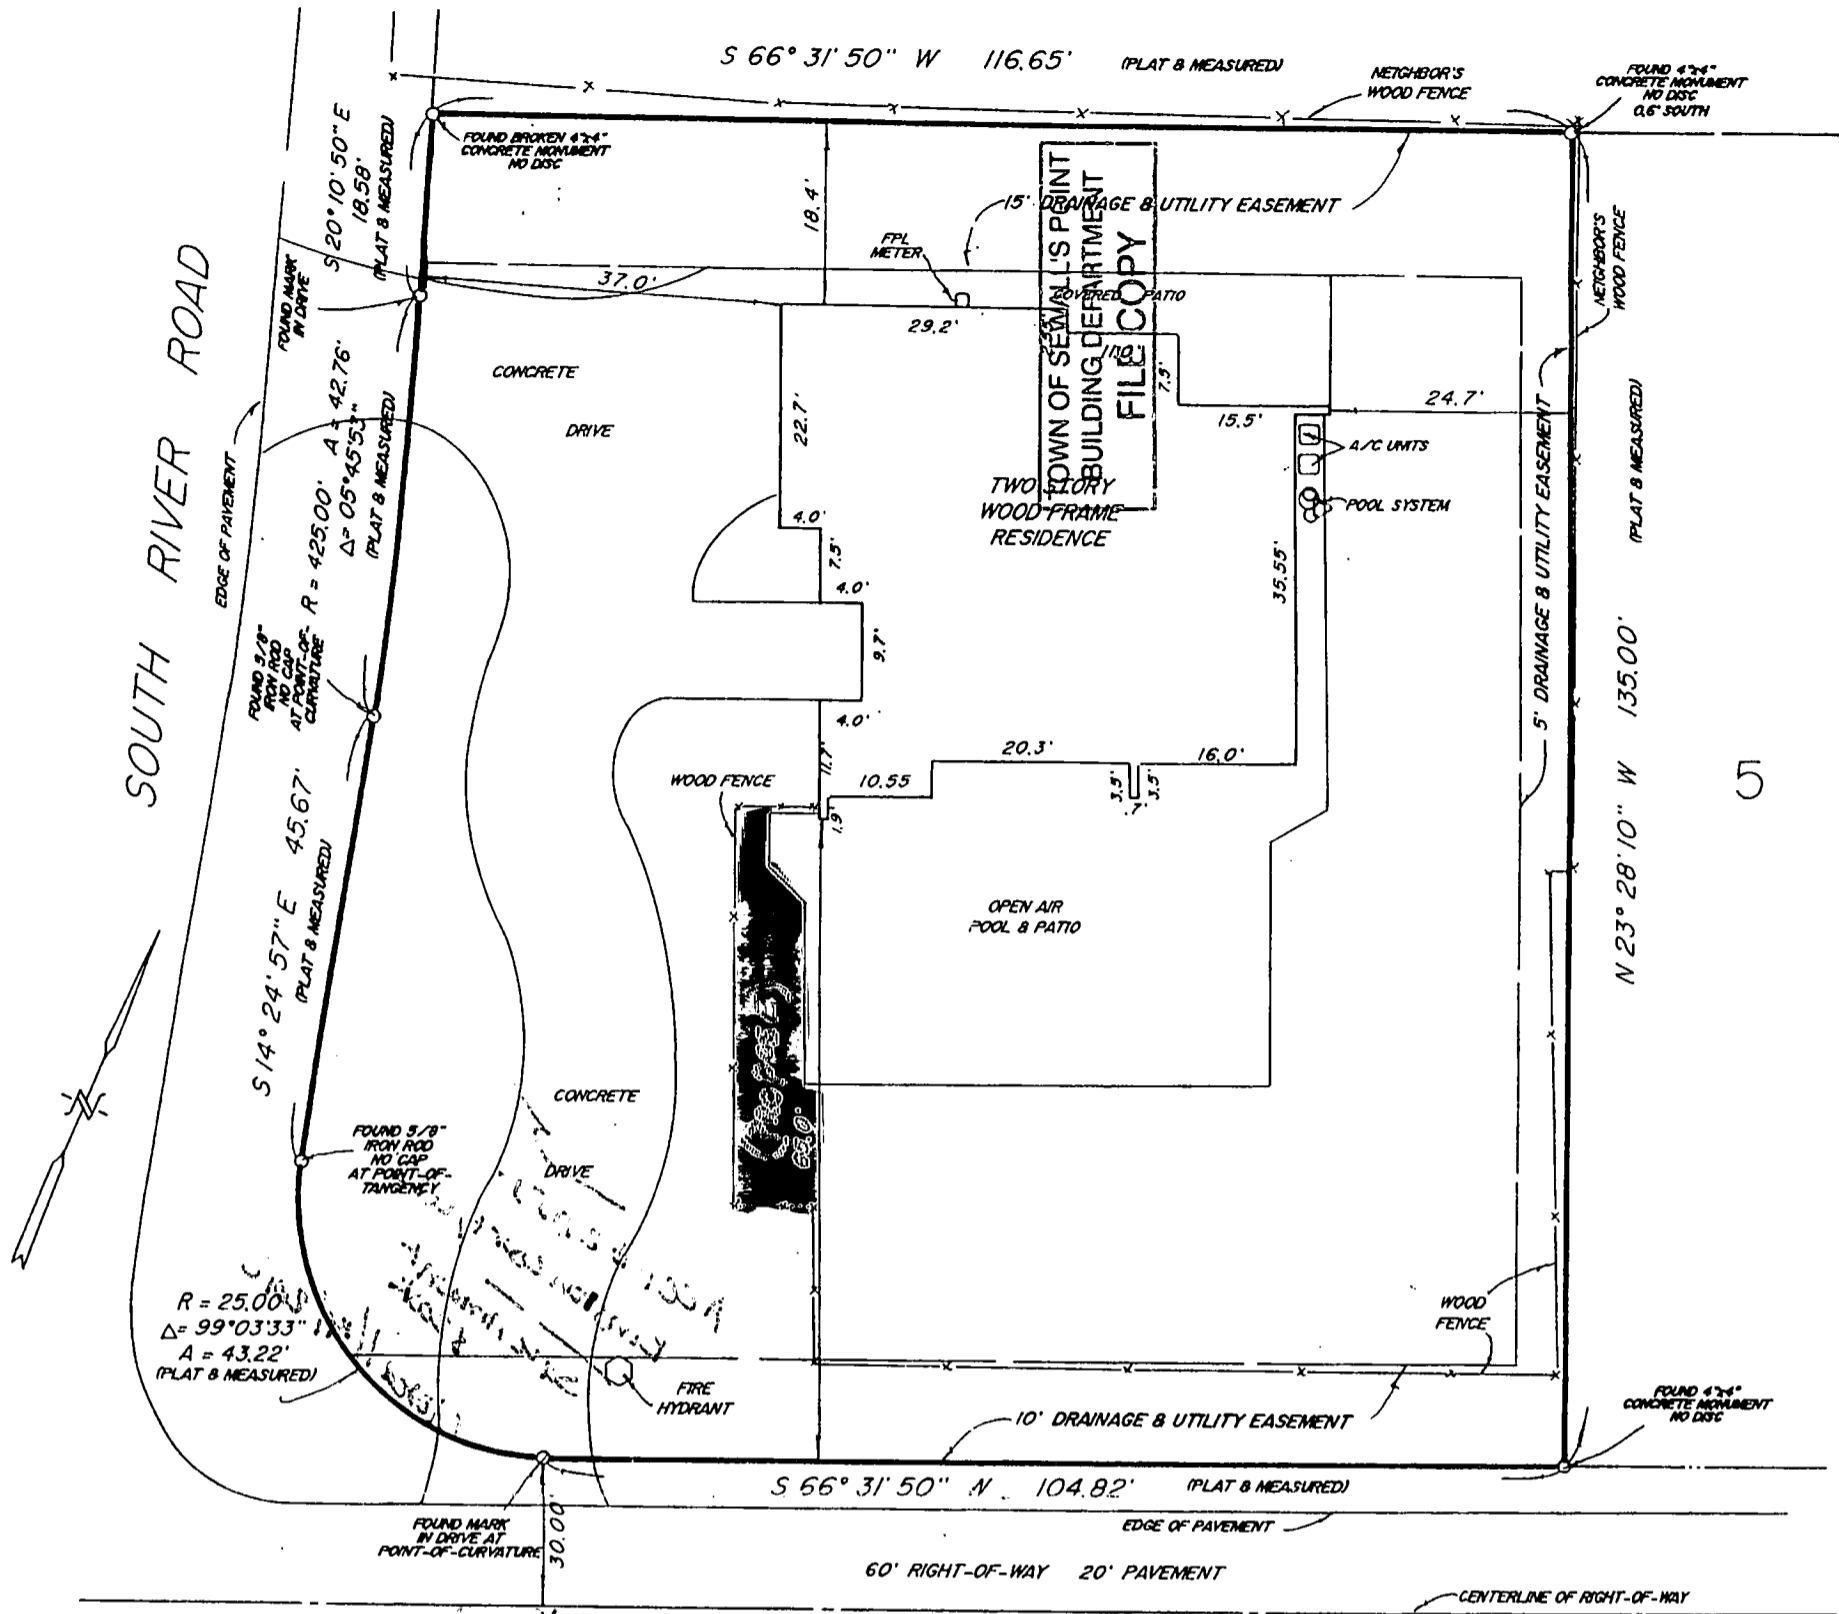 S 66° 31' 50" W 116.65' (PLAT & MEASURED)
NEIGHBOR'S
WOOD FENCE
FOUND 4"x4"
CONCRETE MONUMENT
NO DISC
0.6' SOUTH
FOUND BROKEN 4"x4"
CONCRETE MONUMENT
NO DISC
S 20° 10' 50" E
18.58'
(PLAT & MEASURED)
18.4'
15' DRAINAGE & UTILITY EASEMENT
TOWN OF SEWALL'S POINT
BUILDING DEPARTMENT
FILE COPY
FPL
METER
NEIGHBOR'S
WOOD FENCE
FOUND MARK
IN DRIVE
37.0'
COVERED PATIO
29.2'
11.0'
7.5'
15.5'
24.7'
SOUTH RIVER ROAD
EDGE OF PAVEMENT
CONCRETE
DRIVE
22.7'
A/C UNITS
POOL SYSTEM
TWO STORY
WOOD FRAME
RESIDENCE
R = 425.00' A = 42.76'
Δ= 05°45'53"
(PLAT & MEASURED)
4.0'
7.5'
4.0'
9.7'
4.0'
35.55'
5' DRAINAGE & UTILITY EASEMENT
(PLAT & MEASURED)
N 23° 28' 10" W 135.00'
5
FOUND 5/8"
IRON ROD
NO CAP
AT POINT-OF-
CURVATURE
11.7'
WOOD FENCE
10.55
20.3'
16.0'
3.5'
3.5'
.7'
1.9'
S 14° 24' 57" E 45.67'
(PLAT & MEASURED)
OPEN AIR
POOL & PATIO
CONCRETE
DRIVE
FOUND 5/8"
IRON ROD
NO CAP
AT POINT-OF-
TANGENCY
R = 25.00'
Δ= 99°03'33"
A = 43.22'
(PLAT & MEASURED)
WOOD
FENCE
FIRE
HYDRANT
10' DRAINAGE & UTILITY EASEMENT
FOUND 4"x4"
CONCRETE MONUMENT
NO DISC
S 66° 31' 50" 104.82' (PLAT & MEASURED)
FOUND MARK
IN DRIVE AT
POINT-OF-CURVATURE
30.00'
EDGE OF PAVEMENT
60' RIGHT-OF-WAY 20' PAVEMENT
CENTERLINE OF RIGHT-OF-WAY